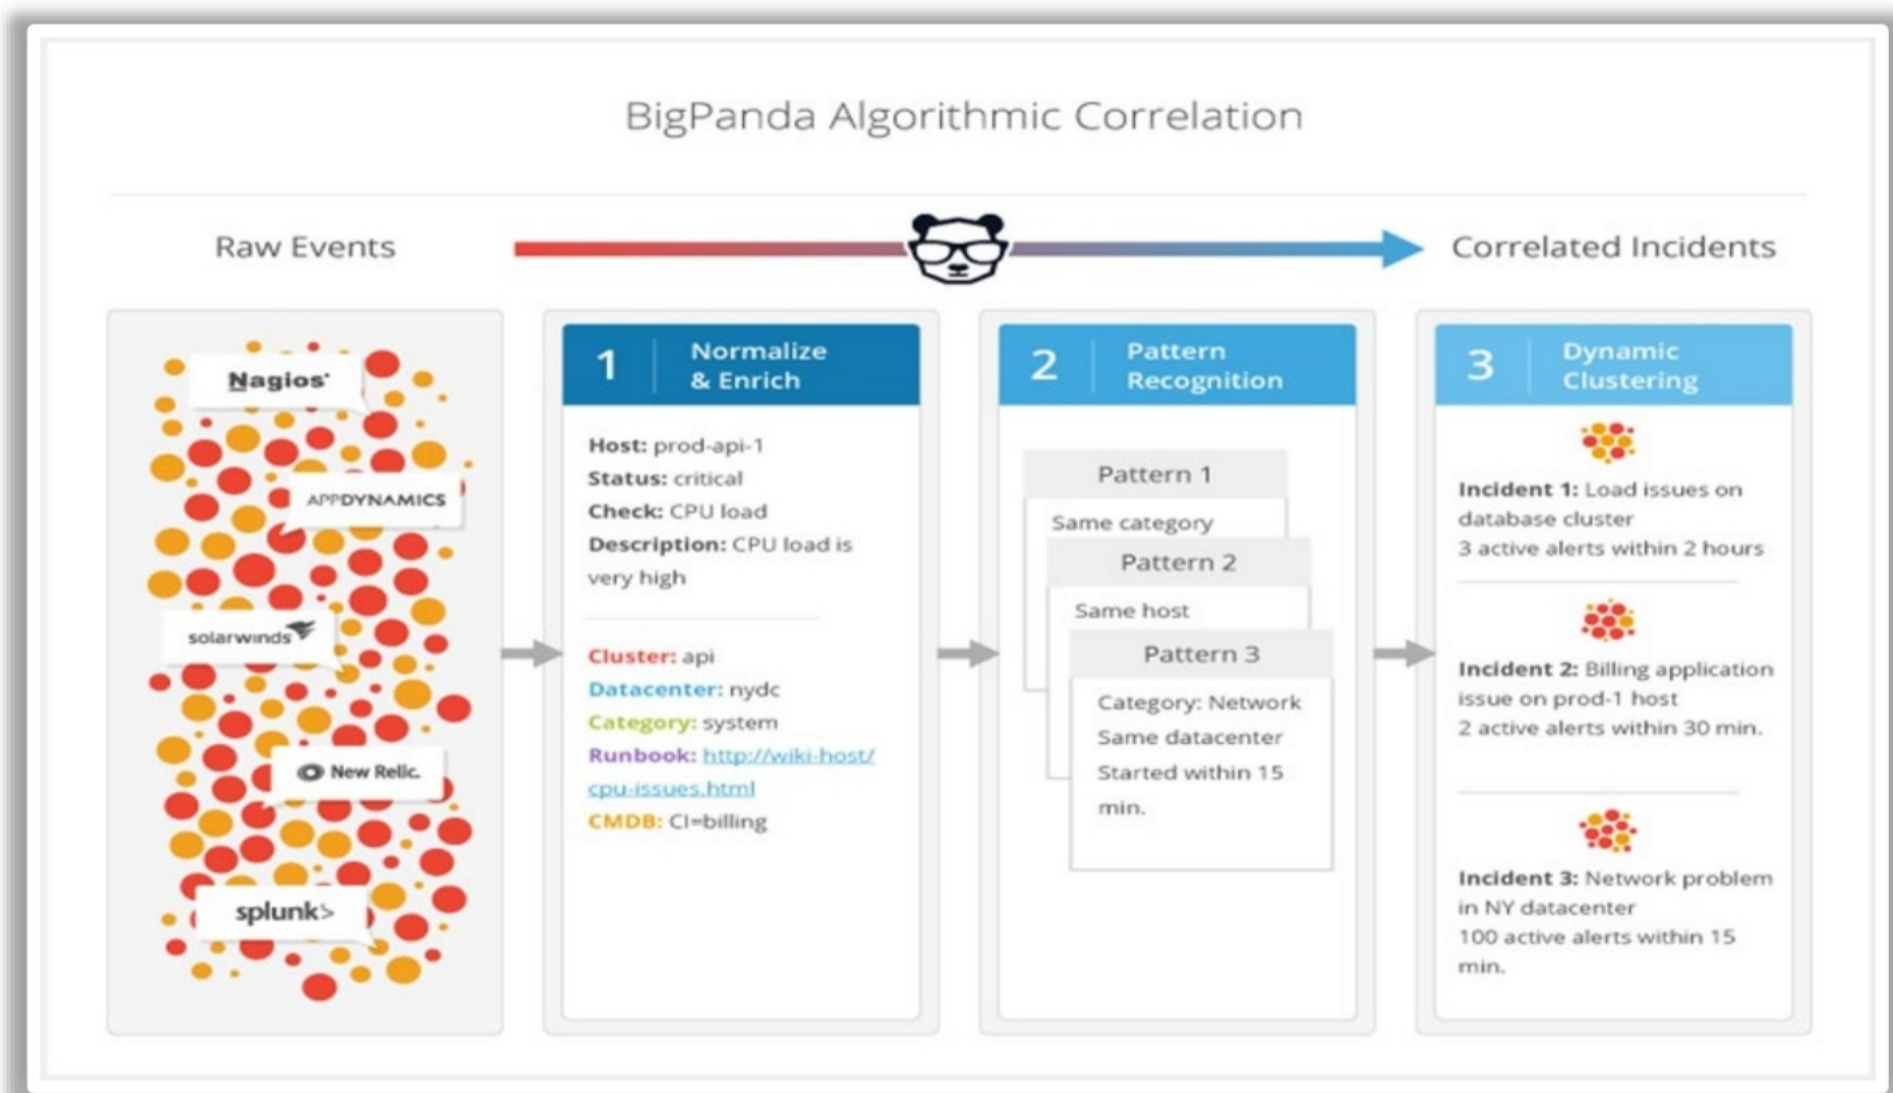 BigPanda Algorithmic Correlation
Raw Events
Correlated Incidents
Nagios
APPDYNAMICS
solarwinds
New Relic.
splunk>
1
Normalize
& Enrich
Host: prod-api-1
Status: critical
Check: CPU load
Description: CPU load is
very high
Cluster: api
Datacenter: nydc
Category: system
Runbook: http://wiki-host/
cpu-issues.html
CMDB: CI=billing
2
Pattern
Recognition
Pattern 1
Same category
Pattern 2
Same host
Pattern 3
Category: Network
Same datacenter
Started within 15
min.
3
Dynamic
Clustering
Incident 1: Load issues on
database cluster
3 active alerts within 2 hours
Incident 2: Billing application
issue on prod-1 host
2 active alerts within 30 min.
Incident 3: Network problem
in NY datacenter
100 active alerts within 15
min.